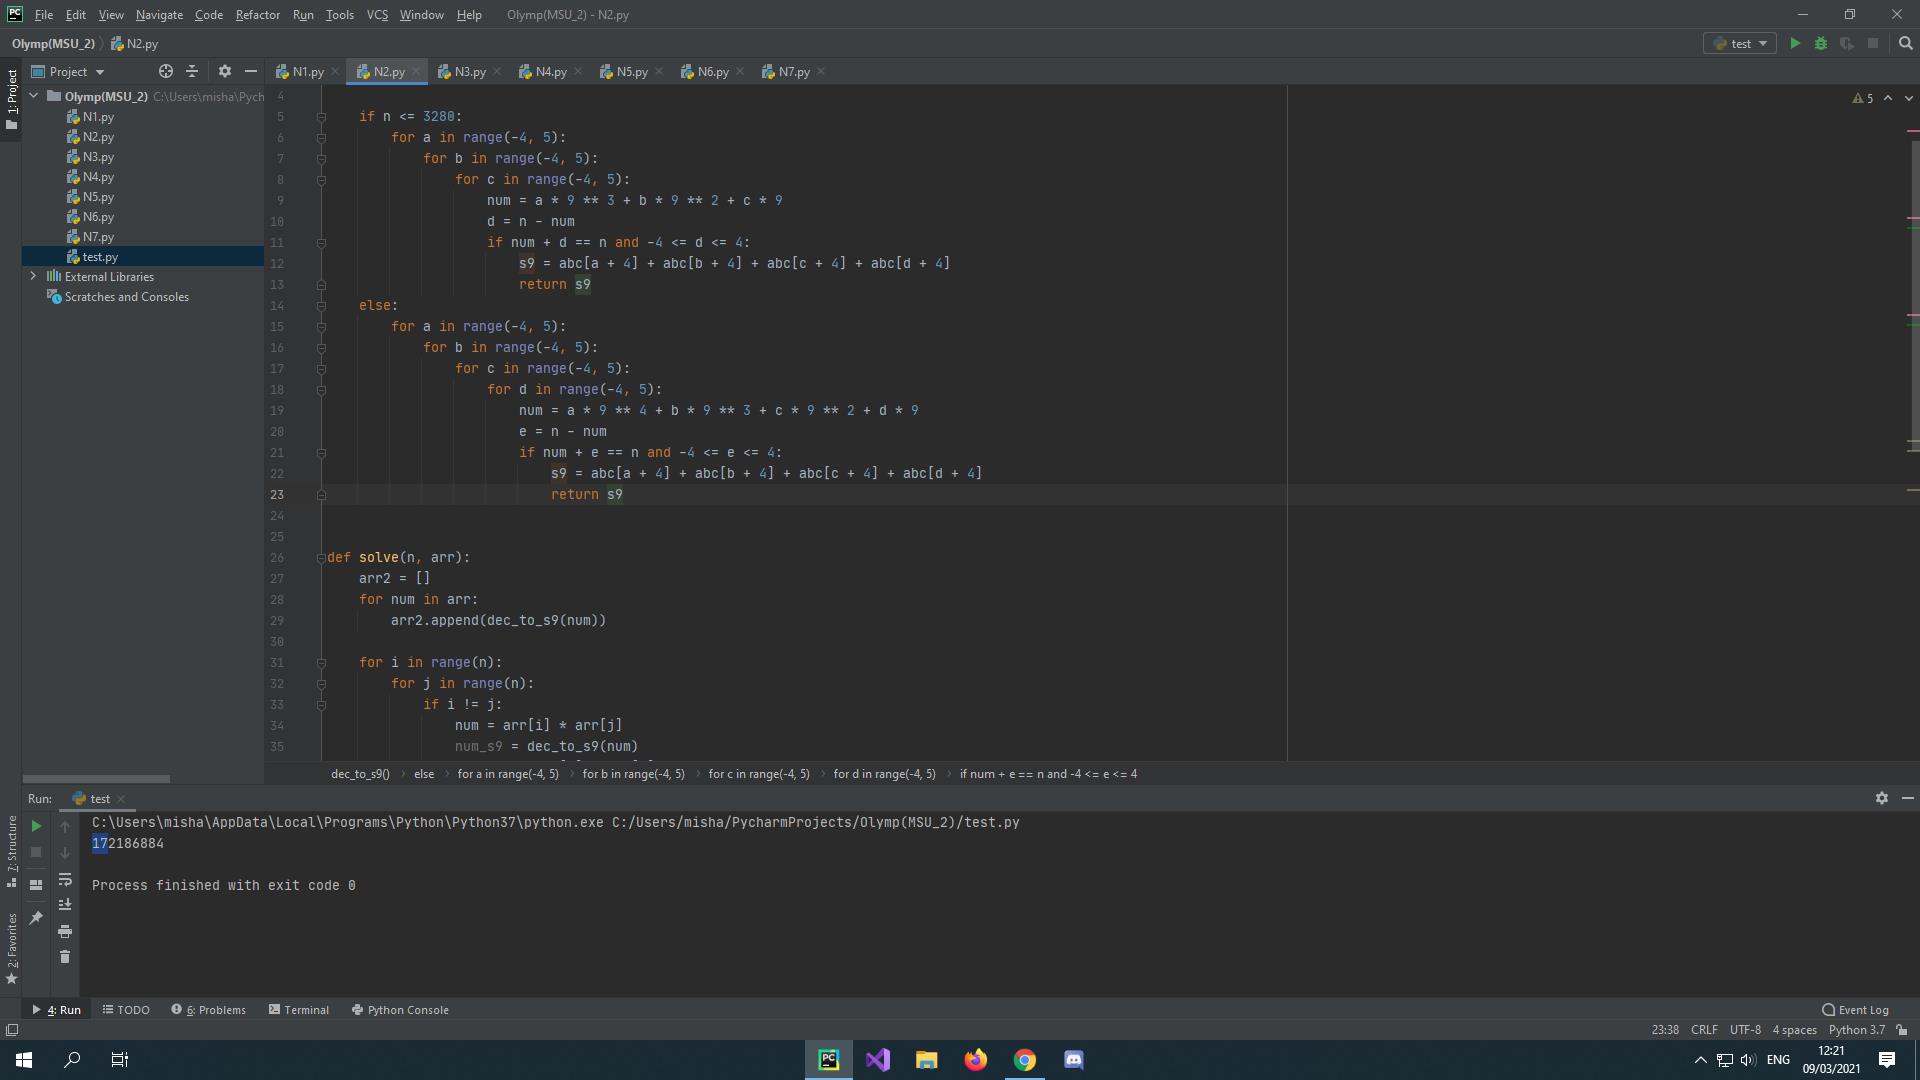 File Edit View Navigate Code Refactor Run Tools VCS Window Help Olymp(MSU_2) - N2.py
Olymp(MSU_2) N2.py test
1: Project
Project
N1.py N2.py N3.py N4.py N5.py N6.py N7.py
Olymp(MSU_2) C:\Users\misha\Pych
N1.py
N2.py
N3.py
N4.py
N5.py
N6.py
N7.py
test.py
External Libraries
Scratches and Consoles
5
4
5 if n <= 3280:
6 for a in range(-4, 5):
7 for b in range(-4, 5):
8 for c in range(-4, 5):
9 num = a * 9 ** 3 + b * 9 ** 2 + c * 9
10 d = n - num
11 if num + d == n and -4 <= d <= 4:
12 s9 = abc[a + 4] + abc[b + 4] + abc[c + 4] + abc[d + 4]
13 return s9
14 else:
15 for a in range(-4, 5):
16 for b in range(-4, 5):
17 for c in range(-4, 5):
18 for d in range(-4, 5):
19 num = a * 9 ** 4 + b * 9 ** 3 + c * 9 ** 2 + d * 9
20 e = n - num
21 if num + e == n and -4 <= e <= 4:
22 s9 = abc[a + 4] + abc[b + 4] + abc[c + 4] + abc[d + 4]
23 return s9
24
25
26 def solve(n, arr):
27 arr2 = []
28 for num in arr:
29 arr2.append(dec_to_s9(num))
30
31 for i in range(n):
32 for j in range(n):
33 if i != j:
34 num = arr[i] * arr[j]
35 num_s9 = dec_to_s9(num)
dec_to_s9() else for a in range(-4, 5) for b in range(-4, 5) for c in range(-4, 5) for d in range(-4, 5) if num + e == n and -4 <= e <= 4
Run: test
C:\Users\misha\AppData\Local\Programs\Python\Python37\python.exe C:/Users/misha/PycharmProjects/Olymp(MSU_2)/test.py
172186884
Process finished with exit code 0
7: Structure
2: Favorites
4: Run TODO 6: Problems Terminal Python Console Event Log
23:38 CRLF UTF-8 4 spaces Python 3.7
ENG 12:21
09/03/2021